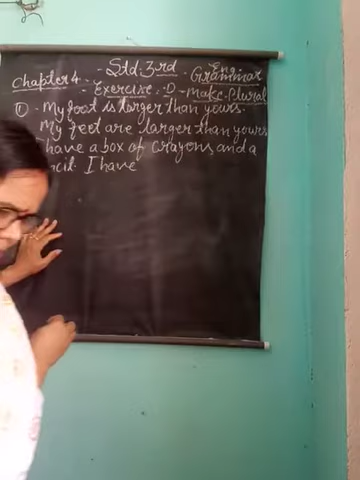 Std. 3rd. Eng.
Chapter 4. Grammar
Exercise. D - Make Plural
① - My foot is larger than yours.
My feet are larger than yours
have a box of crayons, and a
I have